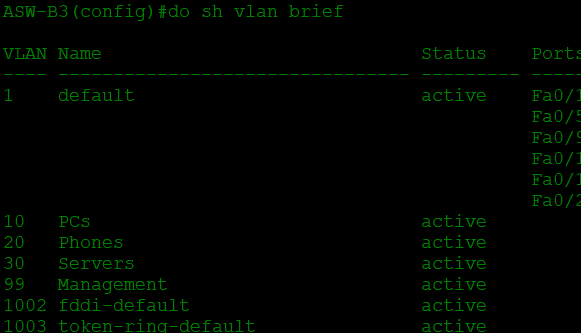 ASW-B3(config)#do sh vlan brief
VLAN Name                             Status    Ports
---- -------------------------------- --------- -----
1    default                          active    Fa0/1
                                                Fa0/5
                                                Fa0/9
                                                Fa0/1
                                                Fa0/1
                                                Fa0/2
10   PCs                              active
20   Phones                           active
30   Servers                          active
99   Management                       active
1002 fddi-default                     active
1003 token-ring-default               active